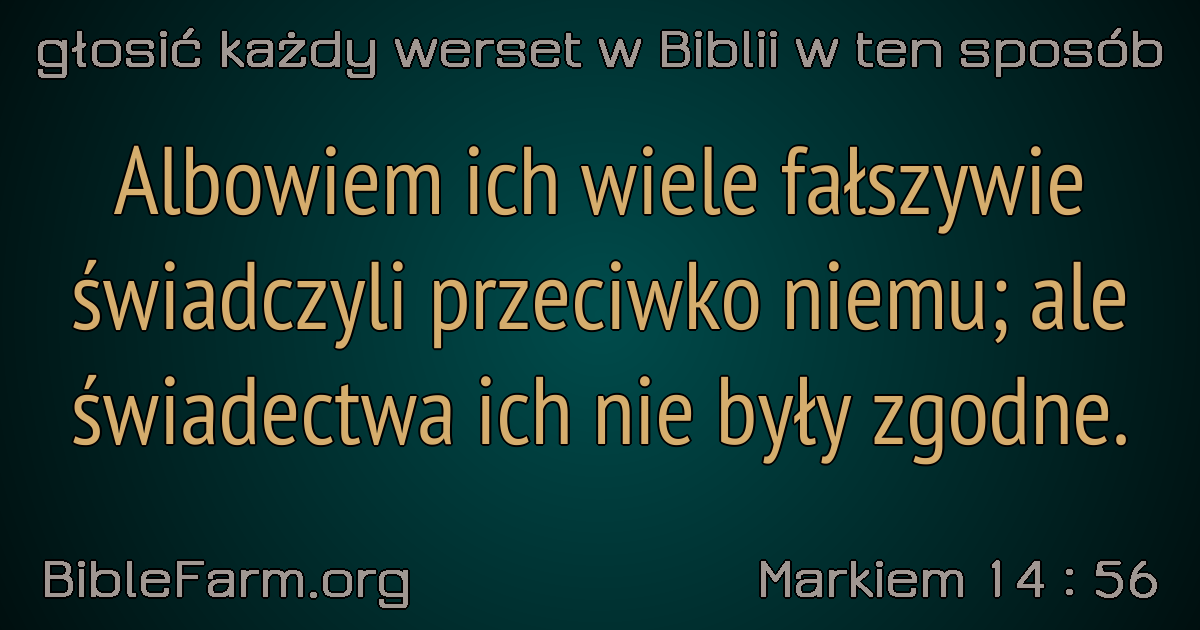 głosić każdy werset w Biblii w ten sposób
Albowiem ich wiele fałszywie
świadczyli przeciwko niemu; ale
świadectwa ich nie były zgodne.
BibleFarm.org
Markiem 14 : 56